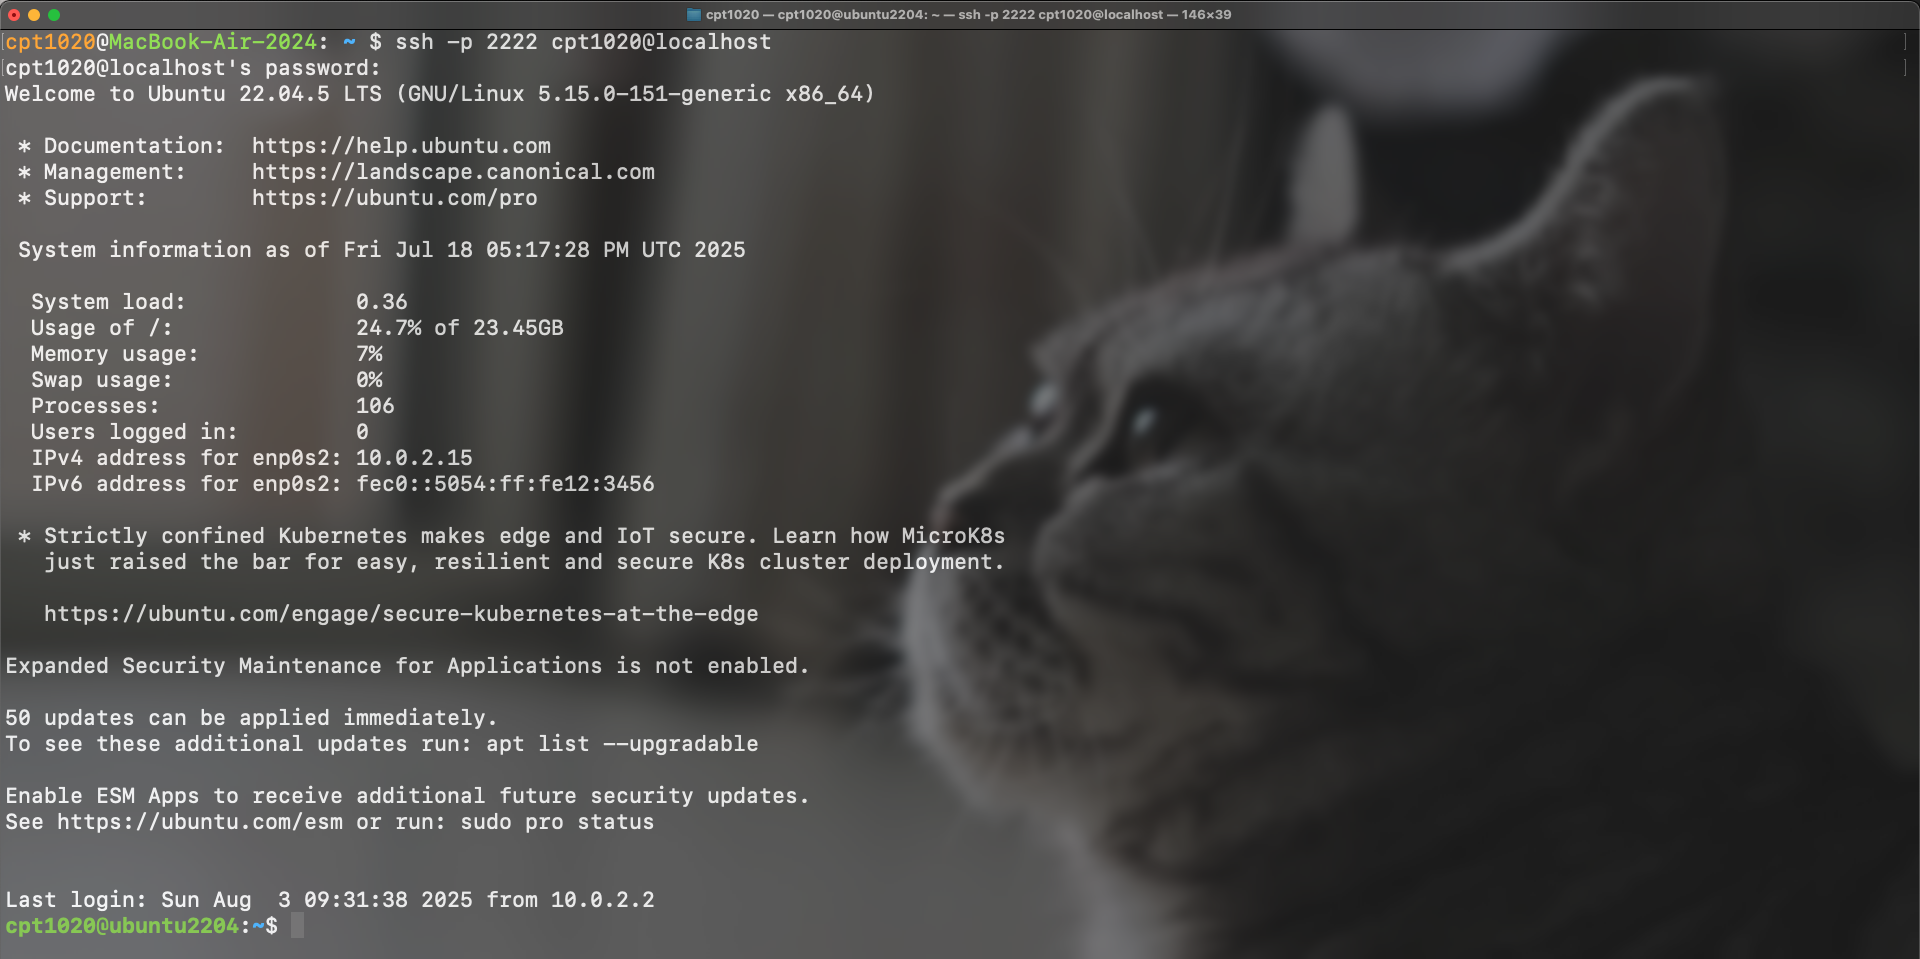 cpt1020 — cpt1020@ubuntu2204: ~ — ssh -p 2222 cpt1020@localhost — 146×39
[cpt1020@MacBook-Air-2024: ~ $ ssh -p 2222 cpt1020@localhost ]
[cpt1020@localhost's password: ]
Welcome to Ubuntu 22.04.5 LTS (GNU/Linux 5.15.0-151-generic x86_64)
* Documentation:  https://help.ubuntu.com
* Management:     https://landscape.canonical.com
* Support:        https://ubuntu.com/pro
System information as of Fri Jul 18 05:17:28 PM UTC 2025
System load:             0.36
Usage of /:              24.7% of 23.45GB
Memory usage:            7%
Swap usage:              0%
Processes:               106
Users logged in:         0
IPv4 address for enp0s2: 10.0.2.15
IPv6 address for enp0s2: fec0::5054:ff:fe12:3456
* Strictly confined Kubernetes makes edge and IoT secure. Learn how MicroK8s
just raised the bar for easy, resilient and secure K8s cluster deployment.
https://ubuntu.com/engage/secure-kubernetes-at-the-edge
Expanded Security Maintenance for Applications is not enabled.
50 updates can be applied immediately.
To see these additional updates run: apt list --upgradable
Enable ESM Apps to receive additional future security updates.
See https://ubuntu.com/esm or run: sudo pro status
Last login: Sun Aug  3 09:31:38 2025 from 10.0.2.2
cpt1020@ubuntu2204:~$